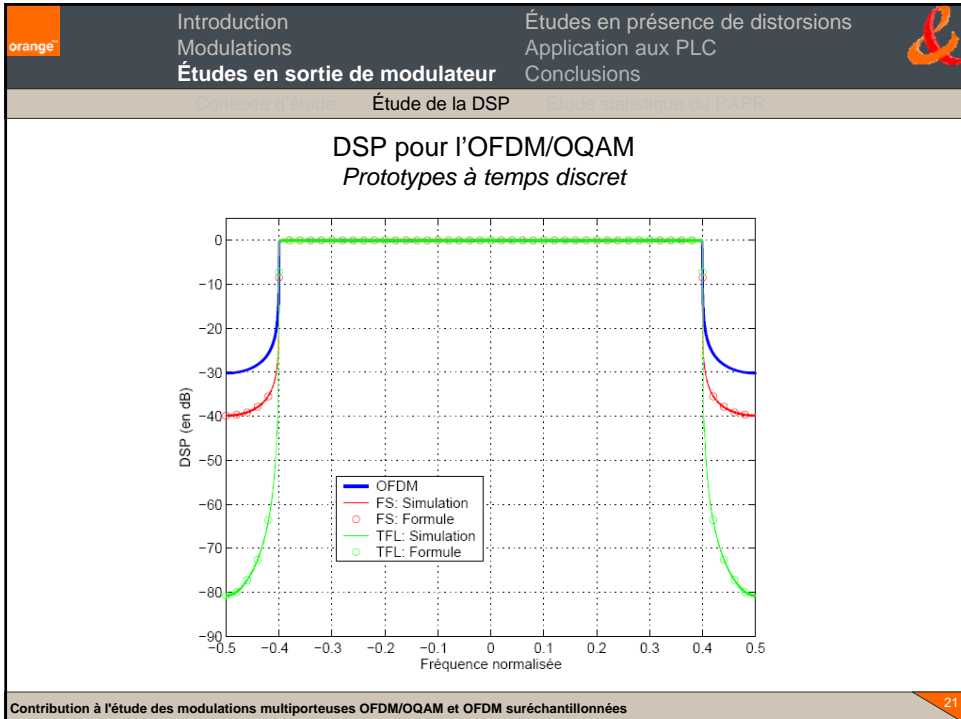 orange™
Introduction
Modulations
Études en sortie de modulateur
Études en présence de distorsions
Application aux PLC
Conclusions
Contexte d'étude Étude de la DSP Étude statistique du PAPR
DSP pour l'OFDM/OQAM
Prototypes à temps discret
DSP (en dB)
0
−10
−20
−30
−40
−50
−60
−70
−80
−90
OFDM
FS: Simulation
FS: Formule
TFL: Simulation
TFL: Formule
−0.5 −0.4 −0.3 −0.2 −0.1 0 0.1 0.2 0.3 0.4 0.5
Fréquence normalisée
Contribution à l'étude des modulations multiporteuses OFDM/OQAM et OFDM suréchantillonnées
21